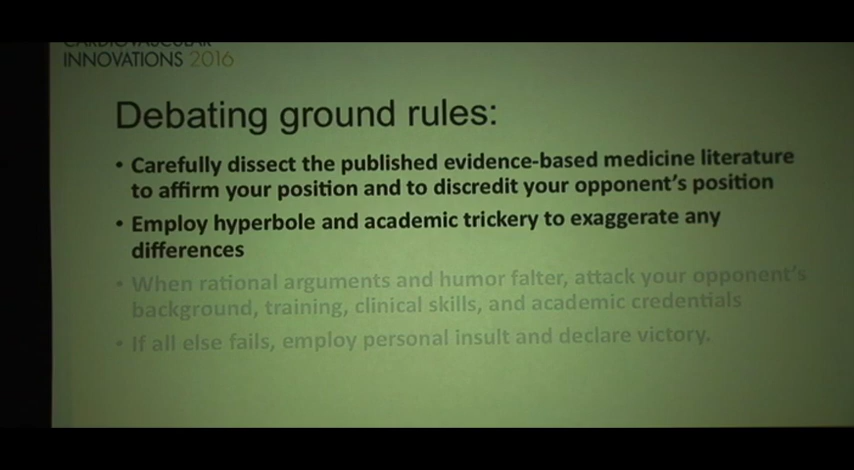 CARDIOVASCULAR
INNOVATIONS 2016
Debating ground rules:
• Carefully dissect the published evidence-based medicine literature
to affirm your position and to discredit your opponent's position
• Employ hyperbole and academic trickery to exaggerate any
differences
• When rational arguments and humor falter, attack your opponent's
background, training, clinical skills, and academic credentials
• If all else fails, employ personal insult and declare victory.